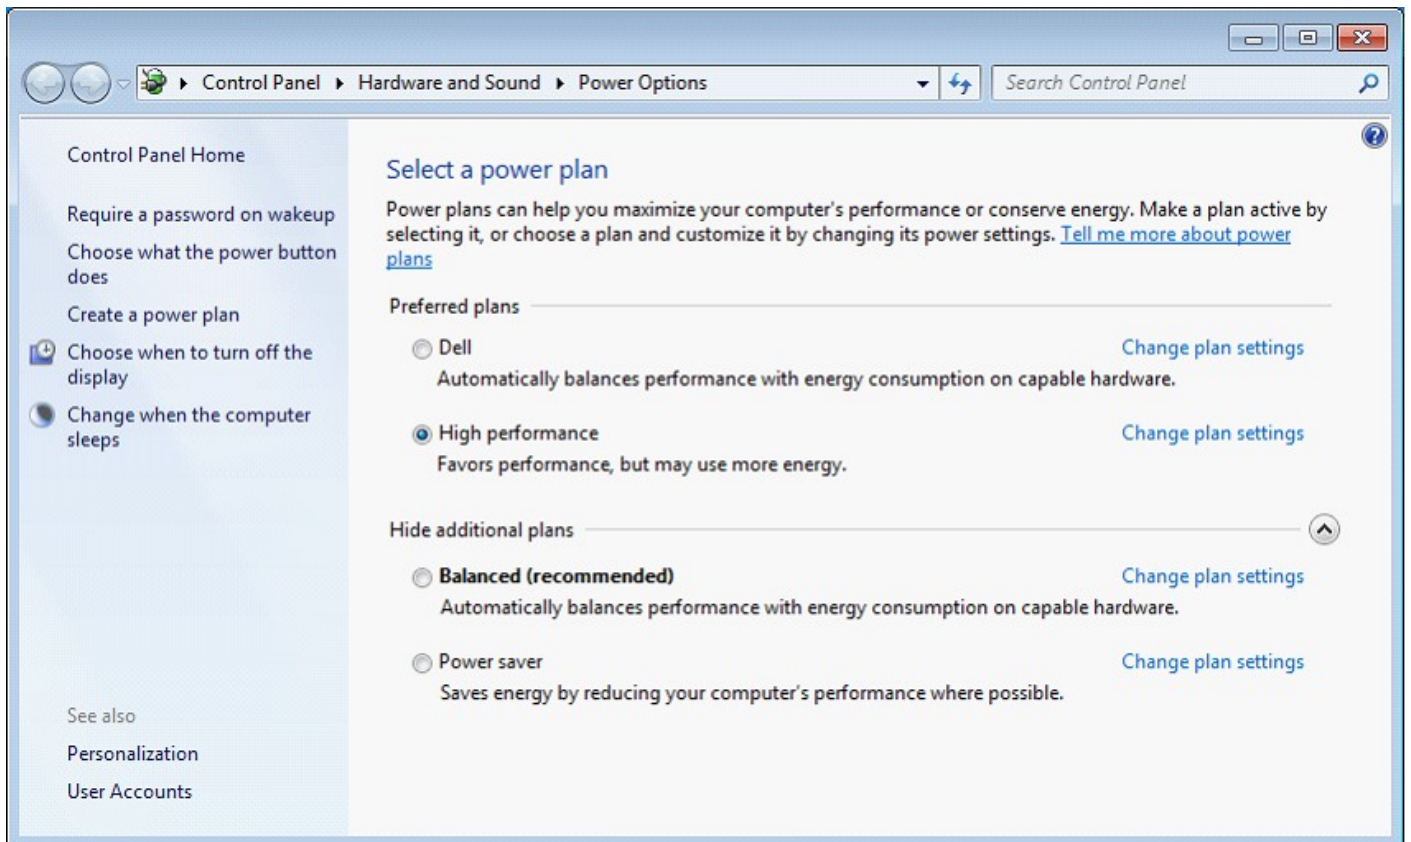 Control Panel Hardware and Sound Power Options
Search Control Panel
Control Panel Home
Require a password on wakeup
Choose what the power button
does
Create a power plan
Choose when to turn off the
display
Change when the computer
sleeps
See also
Personalization
User Accounts
Select a power plan
Power plans can help you maximize your computer's performance or conserve energy. Make a plan active by
selecting it, or choose a plan and customize it by changing its power settings. Tell me more about power
plans
Preferred plans
Dell Change plan settings
Automatically balances performance with energy consumption on capable hardware.
High performance Change plan settings
Favors performance, but may use more energy.
Hide additional plans
Balanced (recommended) Change plan settings
Automatically balances performance with energy consumption on capable hardware.
Power saver Change plan settings
Saves energy by reducing your computer's performance where possible.